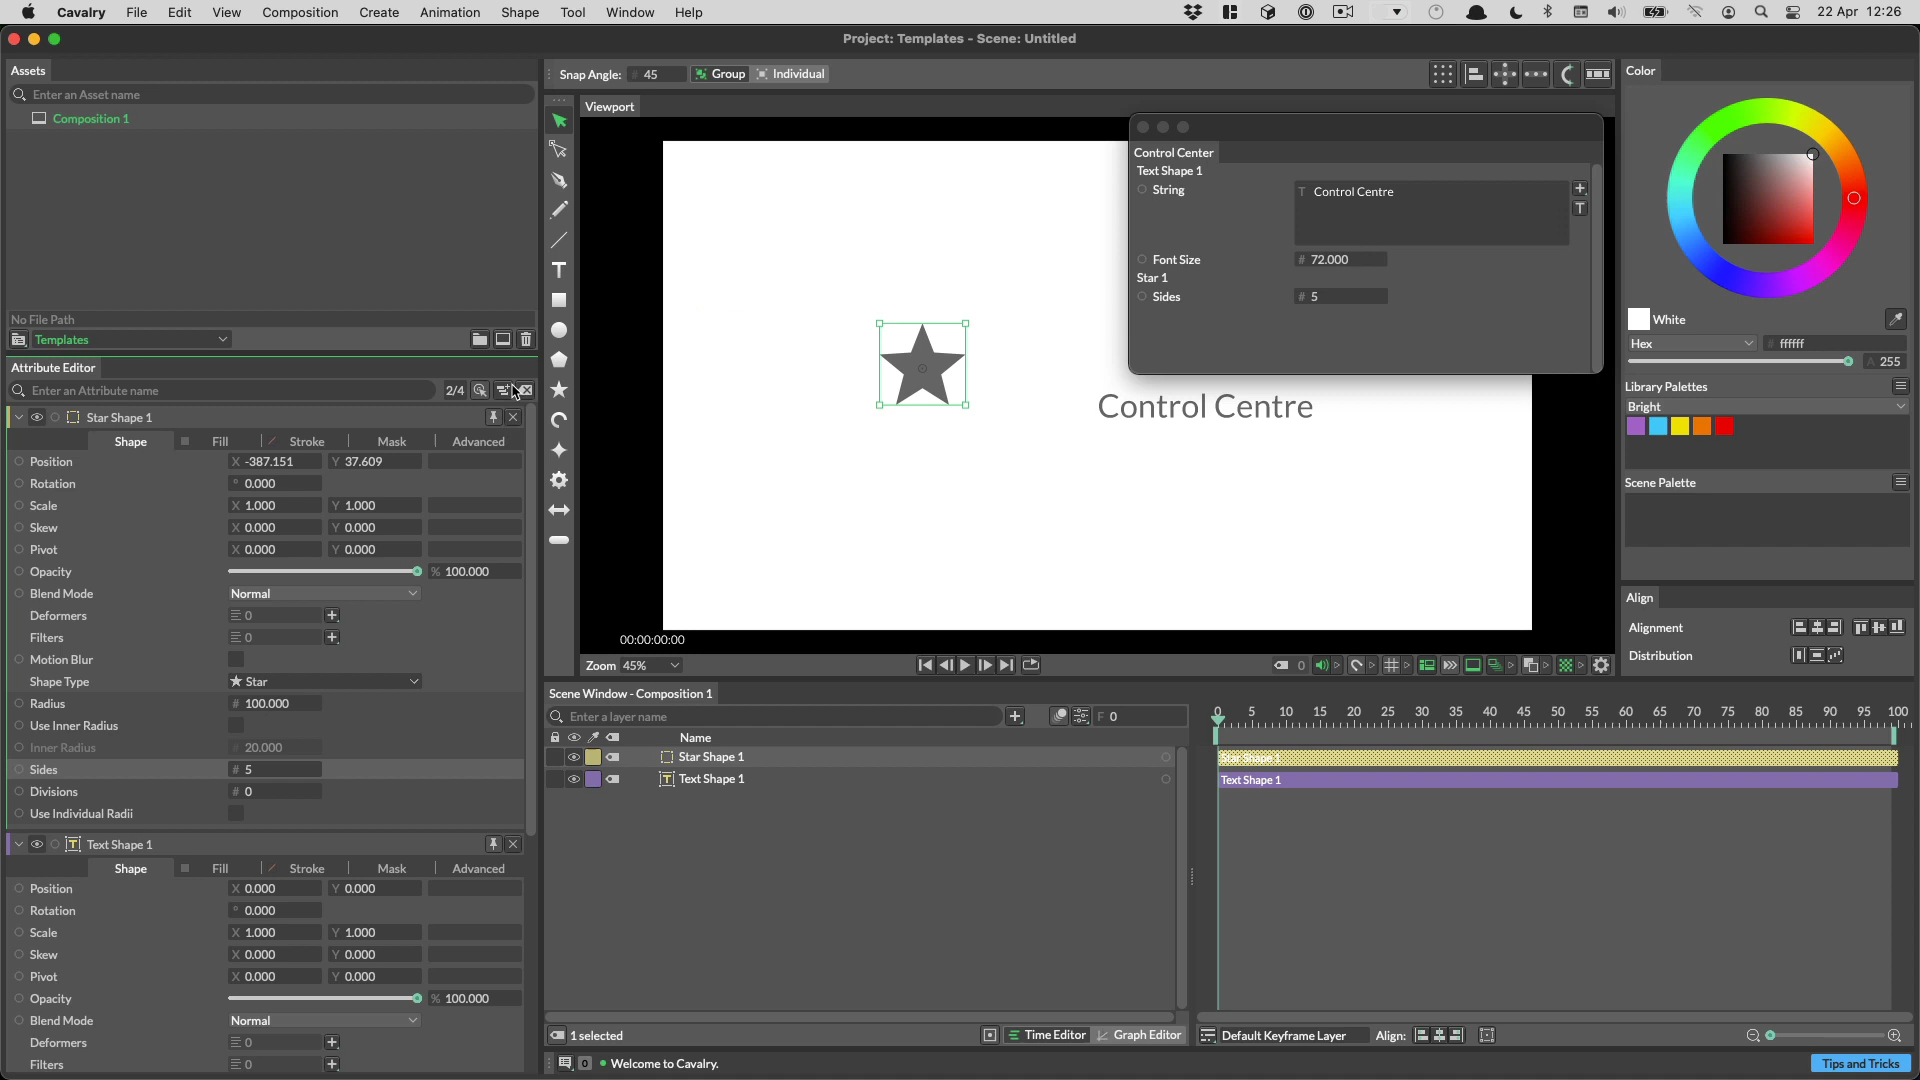 Cavalry File Edit View Composition Create Animation Shape Tool Window Help 22 Apr 12:26
Project: Templates - Scene: Untitled
Assets
Enter an Asset name
Composition 1
No File Path
Templates
Attribute Editor
Enter an Attribute name 2/4
Star Shape 1
Shape Fill Stroke Mask Advanced
Position X -387.151 Y 37.609
Rotation ° 0.000
Scale X 1.000 Y 1.000
Skew X 0.000 Y 0.000
Pivot X 0.000 Y 0.000
Opacity % 100.000
Blend Mode Normal
Deformers 0
Filters 0
Motion Blur
Shape Type Star
Radius # 100.000
Use Inner Radius
Inner Radius # 20.000
Sides # 5
Divisions # 0
Use Individual Radii
Text Shape 1
Shape Fill Stroke Mask Advanced
Position X 0.000 Y 0.000
Rotation ° 0.000
Scale X 1.000 Y 1.000
Skew X 0.000 Y 0.000
Pivot X 0.000 Y 0.000
Opacity % 100.000
Blend Mode Normal
Deformers 0
Filters 0
Snap Angle: # 45 Group Individual
Viewport
Control Center
Text Shape 1
String T Control Centre
T
Font Size # 72.000
Star 1
Sides # 5
Control Centre
00:00:00:00
Zoom 45% 0
Scene Window - Composition 1
Enter a layer name F 0
Name
Star Shape 1
Text Shape 1
0 5 10 15 20 25 30 35 40 45 50 55 60 65 70 75 80 85 90 95 100
Star Shape 1
Text Shape 1
1 selected Time Editor Graph Editor Default Keyframe Layer Align:
0 Welcome to Cavalry. Tips and Tricks
Color
White
Hex # ffffff
A 255
Library Palettes
Bright
Scene Palette
Align
Alignment
Distribution